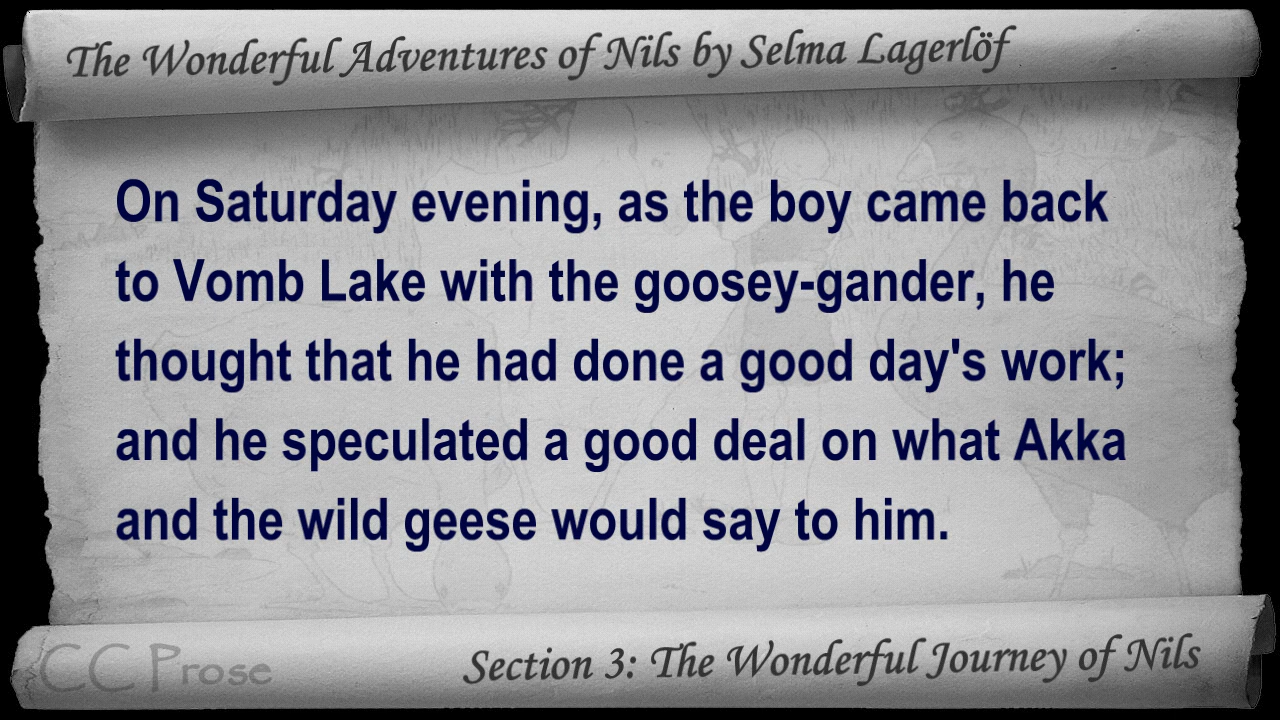 The Wonderful Adventures of Nils by Selma Lagerlöf
On Saturday evening, as the boy came back
to Vomb Lake with the goosey-gander, he
thought that he had done a good day's work;
and he speculated a good deal on what Akka
and the wild geese would say to him.
CC Prose
Section 3: The Wonderful Journey of Nils